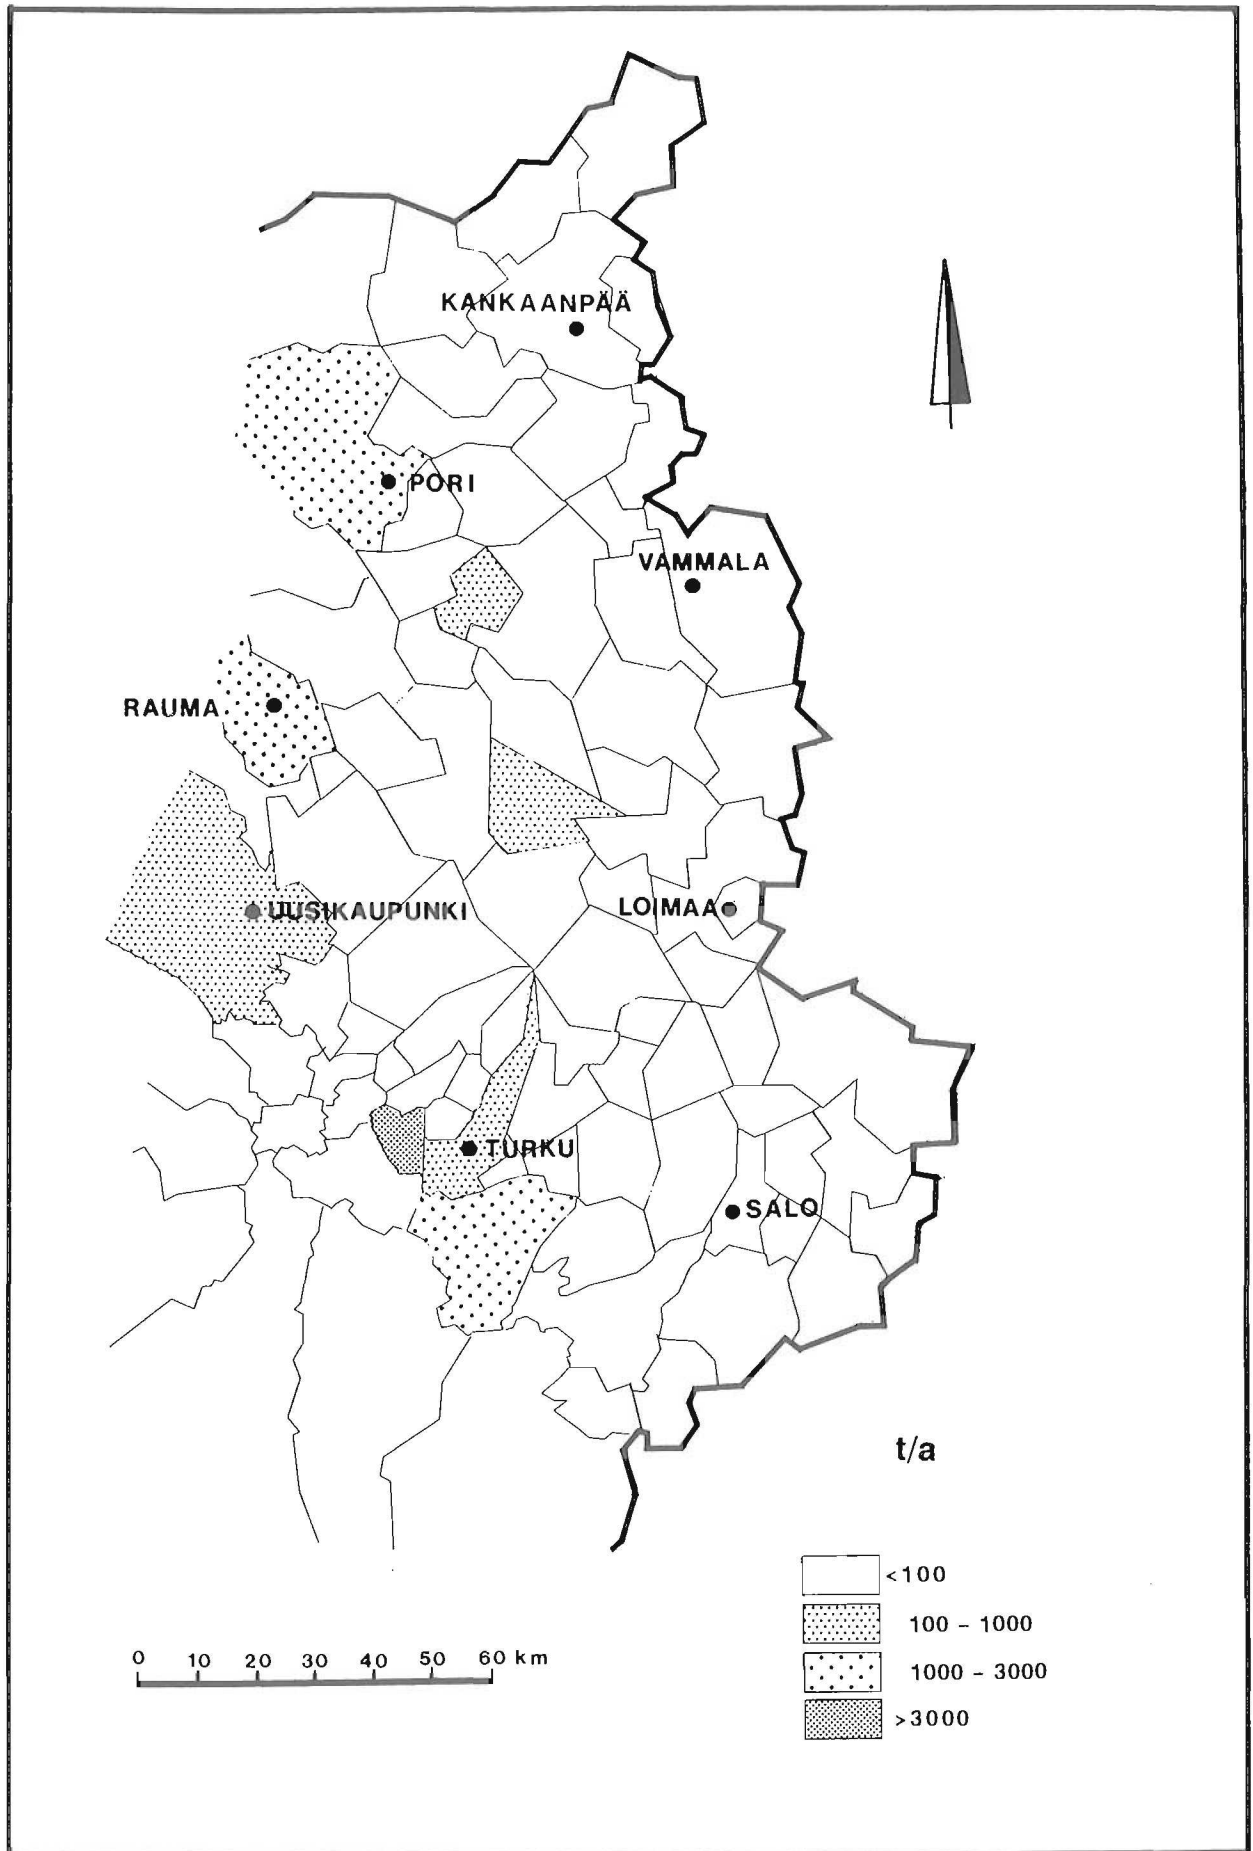 KANKAANPÄÄ
PORI
VAMMALA
RAUMA
UUSIKAUPUNKI
LOIMAA
TURKU
SALO
t/a
<100
100 - 1000
1000 - 3000
>3000
0 10 20 30 40 50 60 km